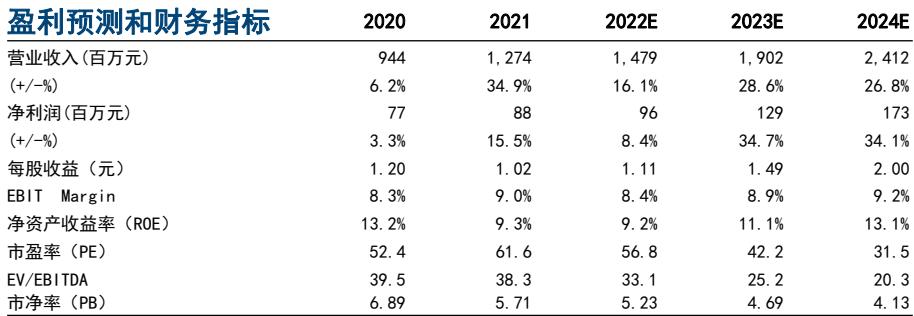 盈利预测和财务指标 2020 2021 2022E 2023E 2024E
营业收入(百万元) 944 1,274 1,479 1,902 2,412
(+/-%) 6.2% 34.9% 16.1% 28.6% 26.8%
净利润(百万元) 77 88 96 129 173
(+/-%) 3.3% 15.5% 8.4% 34.7% 34.1%
每股收益（元） 1.20 1.02 1.11 1.49 2.00
EBIT Margin 8.3% 9.0% 8.4% 8.9% 9.2%
净资产收益率（ROE） 13.2% 9.3% 9.2% 11.1% 13.1%
市盈率（PE） 52.4 61.6 56.8 42.2 31.5
EV/EBITDA 39.5 38.3 33.1 25.2 20.3
市净率（PB） 6.89 5.71 5.23 4.69 4.13